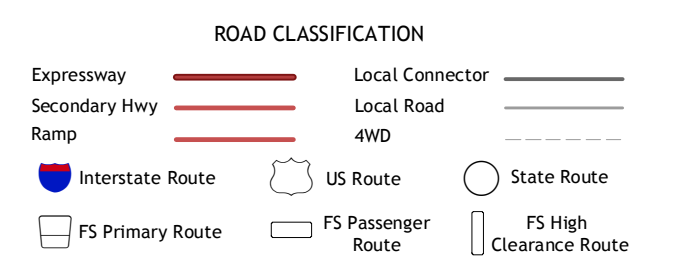 ROAD CLASSIFICATION
Expressway
Local Connector
Secondary Hwy
Local Road
Ramp
4WD
Interstate Route
US Route
State Route
FS Primary Route
FS Passenger
Route
FS High
Clearance Route